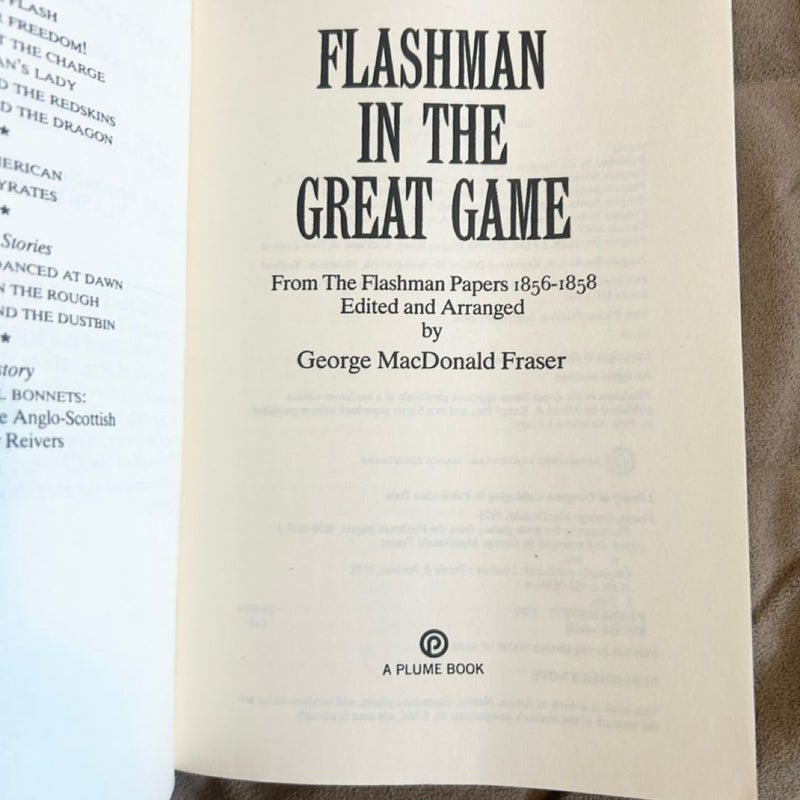 FLASH
FREEDOM!
THE CHARGE
AN'S LADY
THE REDSKINS
THE DRAGON
★
ERICAN
YRATES
★
Stories
DANCED AT DAWN
THE ROUGH
ND THE DUSTBIN
★
story
BONNETS:
e Anglo-Scottish
Reivers
FLASHMAN
IN THE
GREAT GAME
From The Flashman Papers 1856-1858
Edited and Arranged
by
George MacDonald Fraser
P
A PLUME BOOK